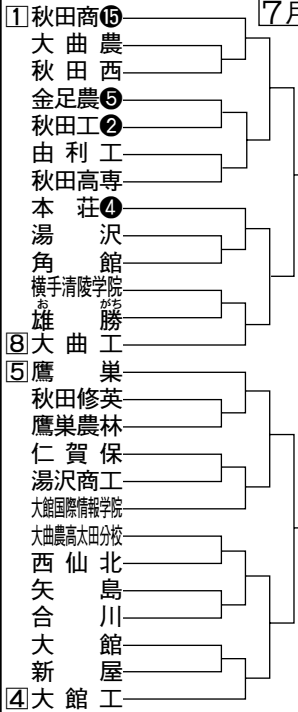 7月
1 秋田商⓯
大曲農
秋田西
金足農❺
秋田工❷
由利工
秋田高専
本荘❹
湯沢
角館
横手清陵学院
雄勝 おがち
8 大曲工
5 鷹巣
秋田修英
鷹巣農林
仁賀保
湯沢商工
大館国際情報学院
大曲農高太田分校
西仙北
矢島
合川
大館
新屋
4 大館工